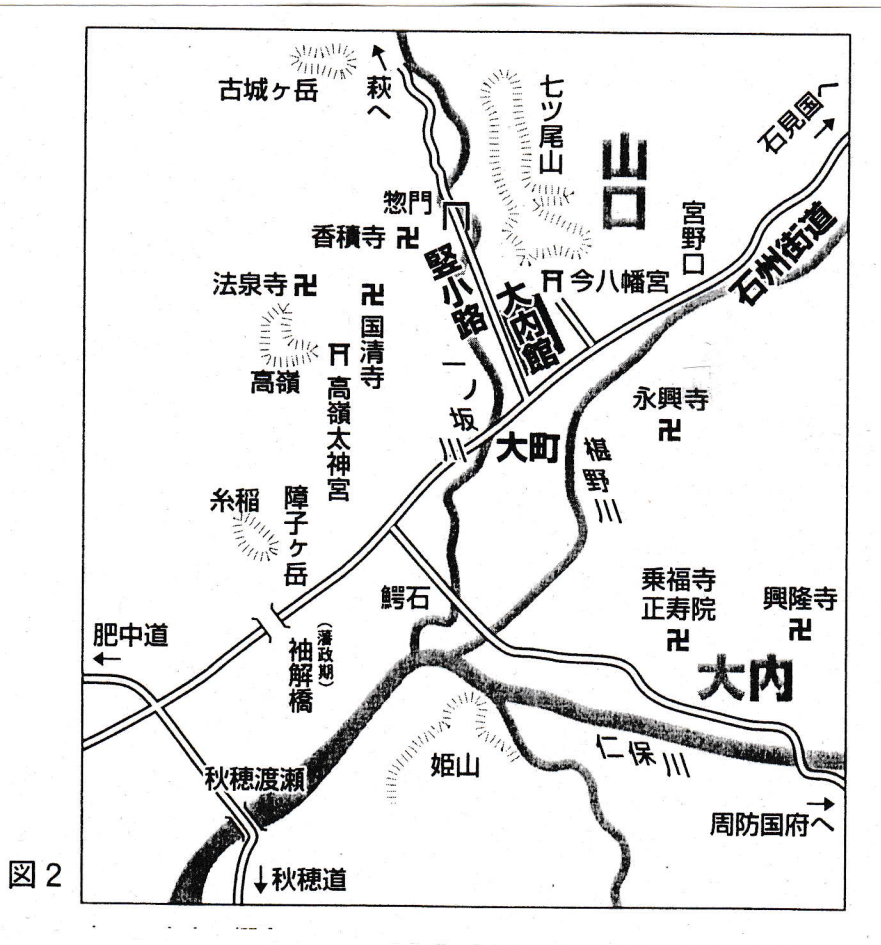 古城ヶ岳
萩へ
七ツ尾山
山口
石見国へ
惣門
香積寺
宮野口
竪小路
石州街道
法泉寺
国清寺
今八幡宮
大内館
高嶺
高嶺太神宮
一ノ坂川
大町
永興寺
椹野川
糸稲
障子ヶ岳
鰐石
乗福寺
正寿院
興隆寺
肥中道
(藩政期)
袖解橋
大内
姫山
仁保川
秋穂渡瀬
周防国府へ
秋穂道
図2